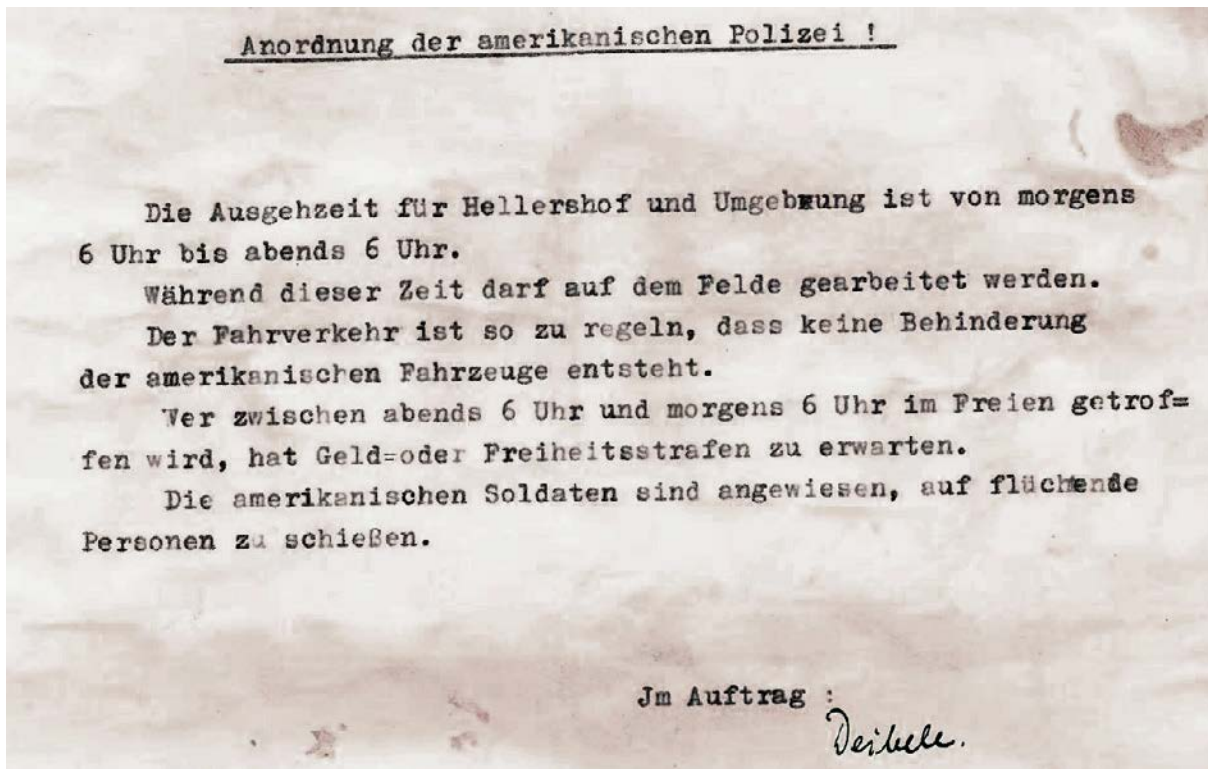 Anordnung der amerikanischen Polizei !
Die Ausgehzeit für Hellershof und Umgebxung ist von morgens
6 Uhr bis abends 6 Uhr.
Während dieser Zeit darf auf dem Felde gearbeitet werden.
Der Fahrverkehr ist so zu regeln, dass keine Behinderung
der amerikanischen Fahrzeuge entsteht.
Wer zwischen abends 6 Uhr und morgens 6 Uhr im Freien getrof=
fen wird, hat Geld=oder Freiheitsstrafen zu erwarten.
Die amerikanischen Soldaten sind angewiesen, auf flüchtende
Personen zu schießen.
Jm Auftrag :
Deibele.